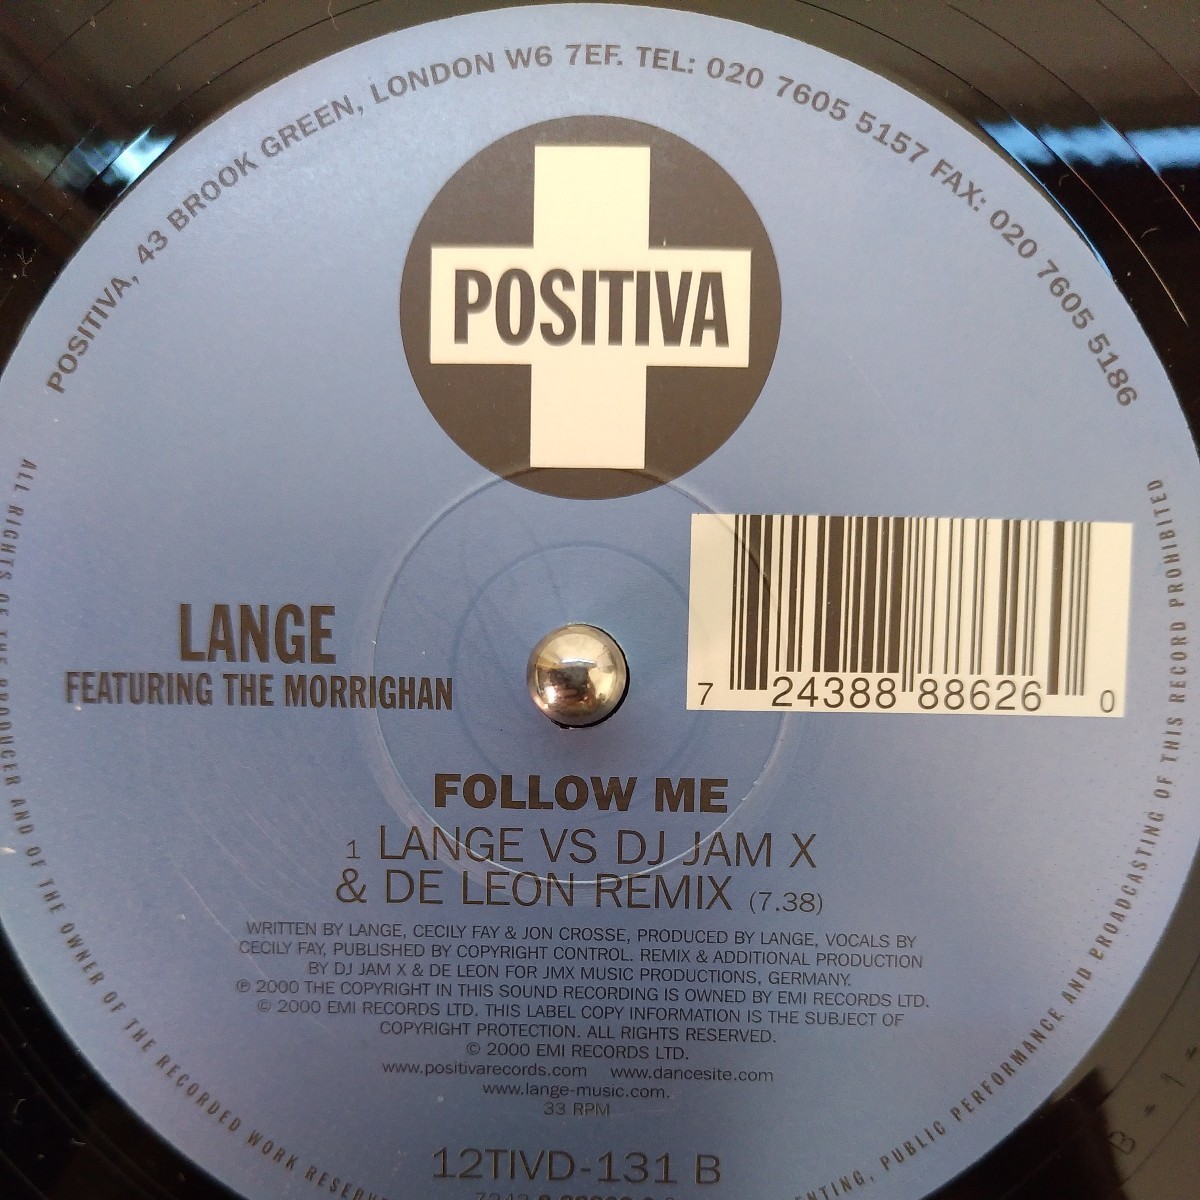 POSITIVA, 43 BROOK GREEN, LONDON W6 7EF. TEL: 020 7605 5157 FAX: 020 7605 5186
POSITIVA
7 24388 88626 0
LANGE
FEATURING THE MORRIGHAN
FOLLOW ME
1 LANGE VS DJ JAM X
& DE LEON REMIX (7.38)
WRITTEN BY LANGE, CECILY FAY & JON CROSSE, PRODUCED BY LANGE, VOCALS BY
CECILY FAY, PUBLISHED BY COPYRIGHT CONTROL. REMIX & ADDITIONAL PRODUCTION
BY DJ JAM X & DE LEON FOR JMX MUSIC PRODUCTIONS, GERMANY.
℗ 2000 THE COPYRIGHT IN THIS SOUND RECORDING IS OWNED BY EMI RECORDS LTD.
© 2000 EMI RECORDS LTD. THIS LABEL COPY INFORMATION IS THE SUBJECT OF
COPYRIGHT PROTECTION. ALL RIGHTS RESERVED.
© 2000 EMI RECORDS LTD.
www.positivarecords.com www.dancesite.com
www.lange-music.com.
33 RPM
12TIVD-131 B
ALL RIGHTS OF THE PRODUCER AND OF THE OWNER OF THE RECORDED WORK RESERVE
ENTING, PUBLIC PERFORMANCE AND BROADCASTING OF THIS RECORD PROHIBITED